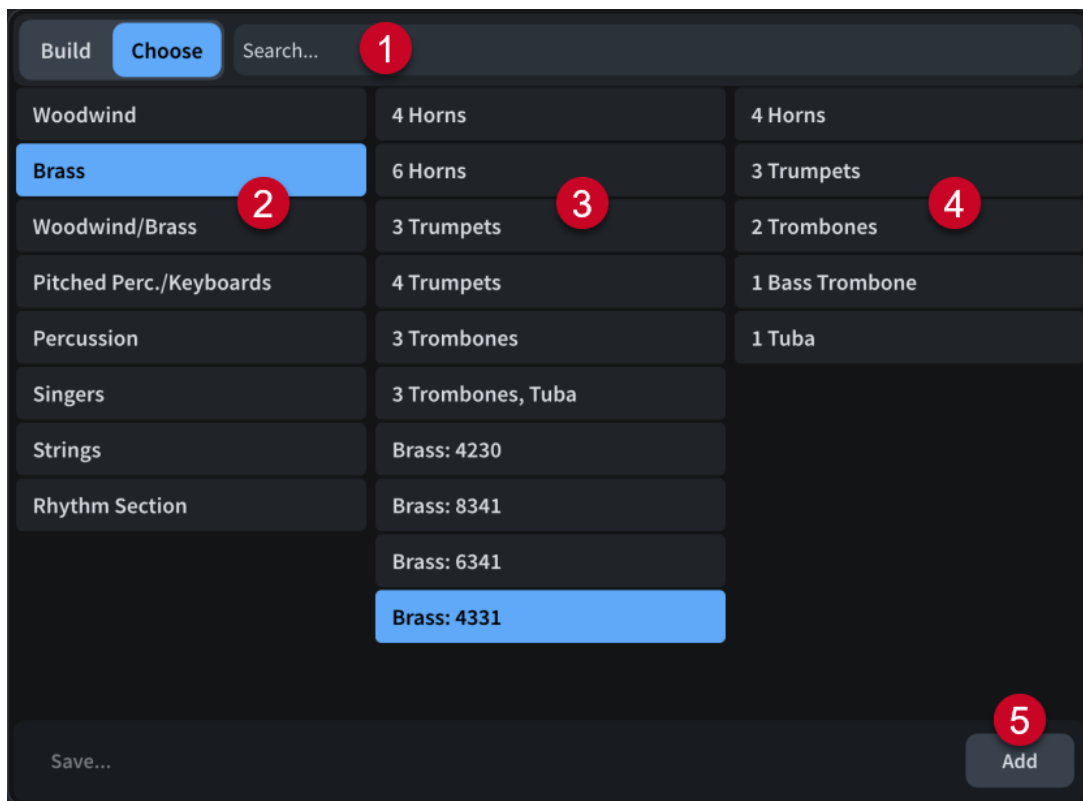 Build Choose Search... 1
Woodwind 4 Horns 4 Horns
Brass 6 Horns 3 Trumpets
2 3 4
Woodwind/Brass 3 Trumpets 2 Trombones
Pitched Perc./Keyboards 4 Trumpets 1 Bass Trombone
Percussion 3 Trombones 1 Tuba
Singers 3 Trombones, Tuba
Strings Brass: 4230
Rhythm Section Brass: 8341
Brass: 6341
Brass: 4331
5
Save... Add